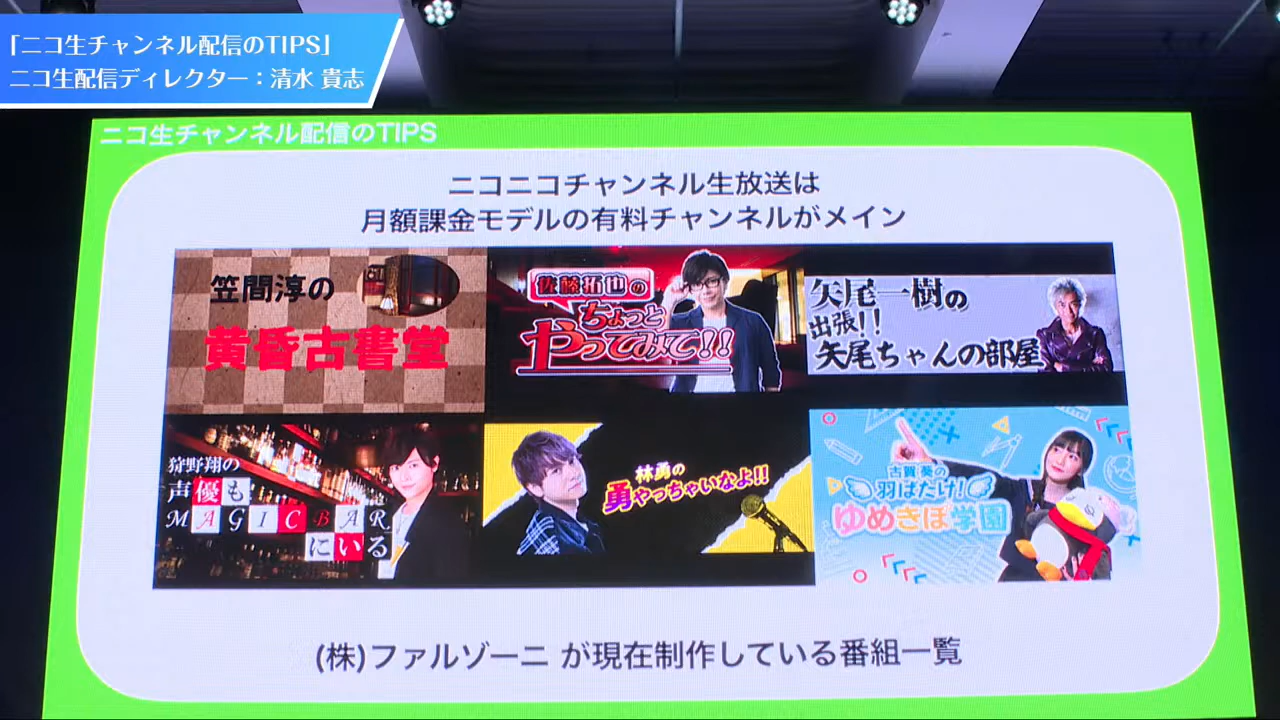 「ニコ生チャンネル配信のTIPS」
ニコ生配信ディレクター：清水 貴志
ニコ生チャンネル配信のTIPS
ニコニコチャンネル生放送は
月額課金モデルの有料チャンネルがメイン
笠間淳の
黄昏古書堂
佐藤拓也の
ちょっと
やってみて!!
矢尾一樹の
出張!!
矢尾ちゃんの部屋
狩野翔の
声優も
MAGIC BAR
にいる
林勇の
勇やっちゃいなよ!!
古賀葵の
羽ばたけ!
ゆめきぼ学園
(株)ファルゾーニ が現在制作している番組一覧